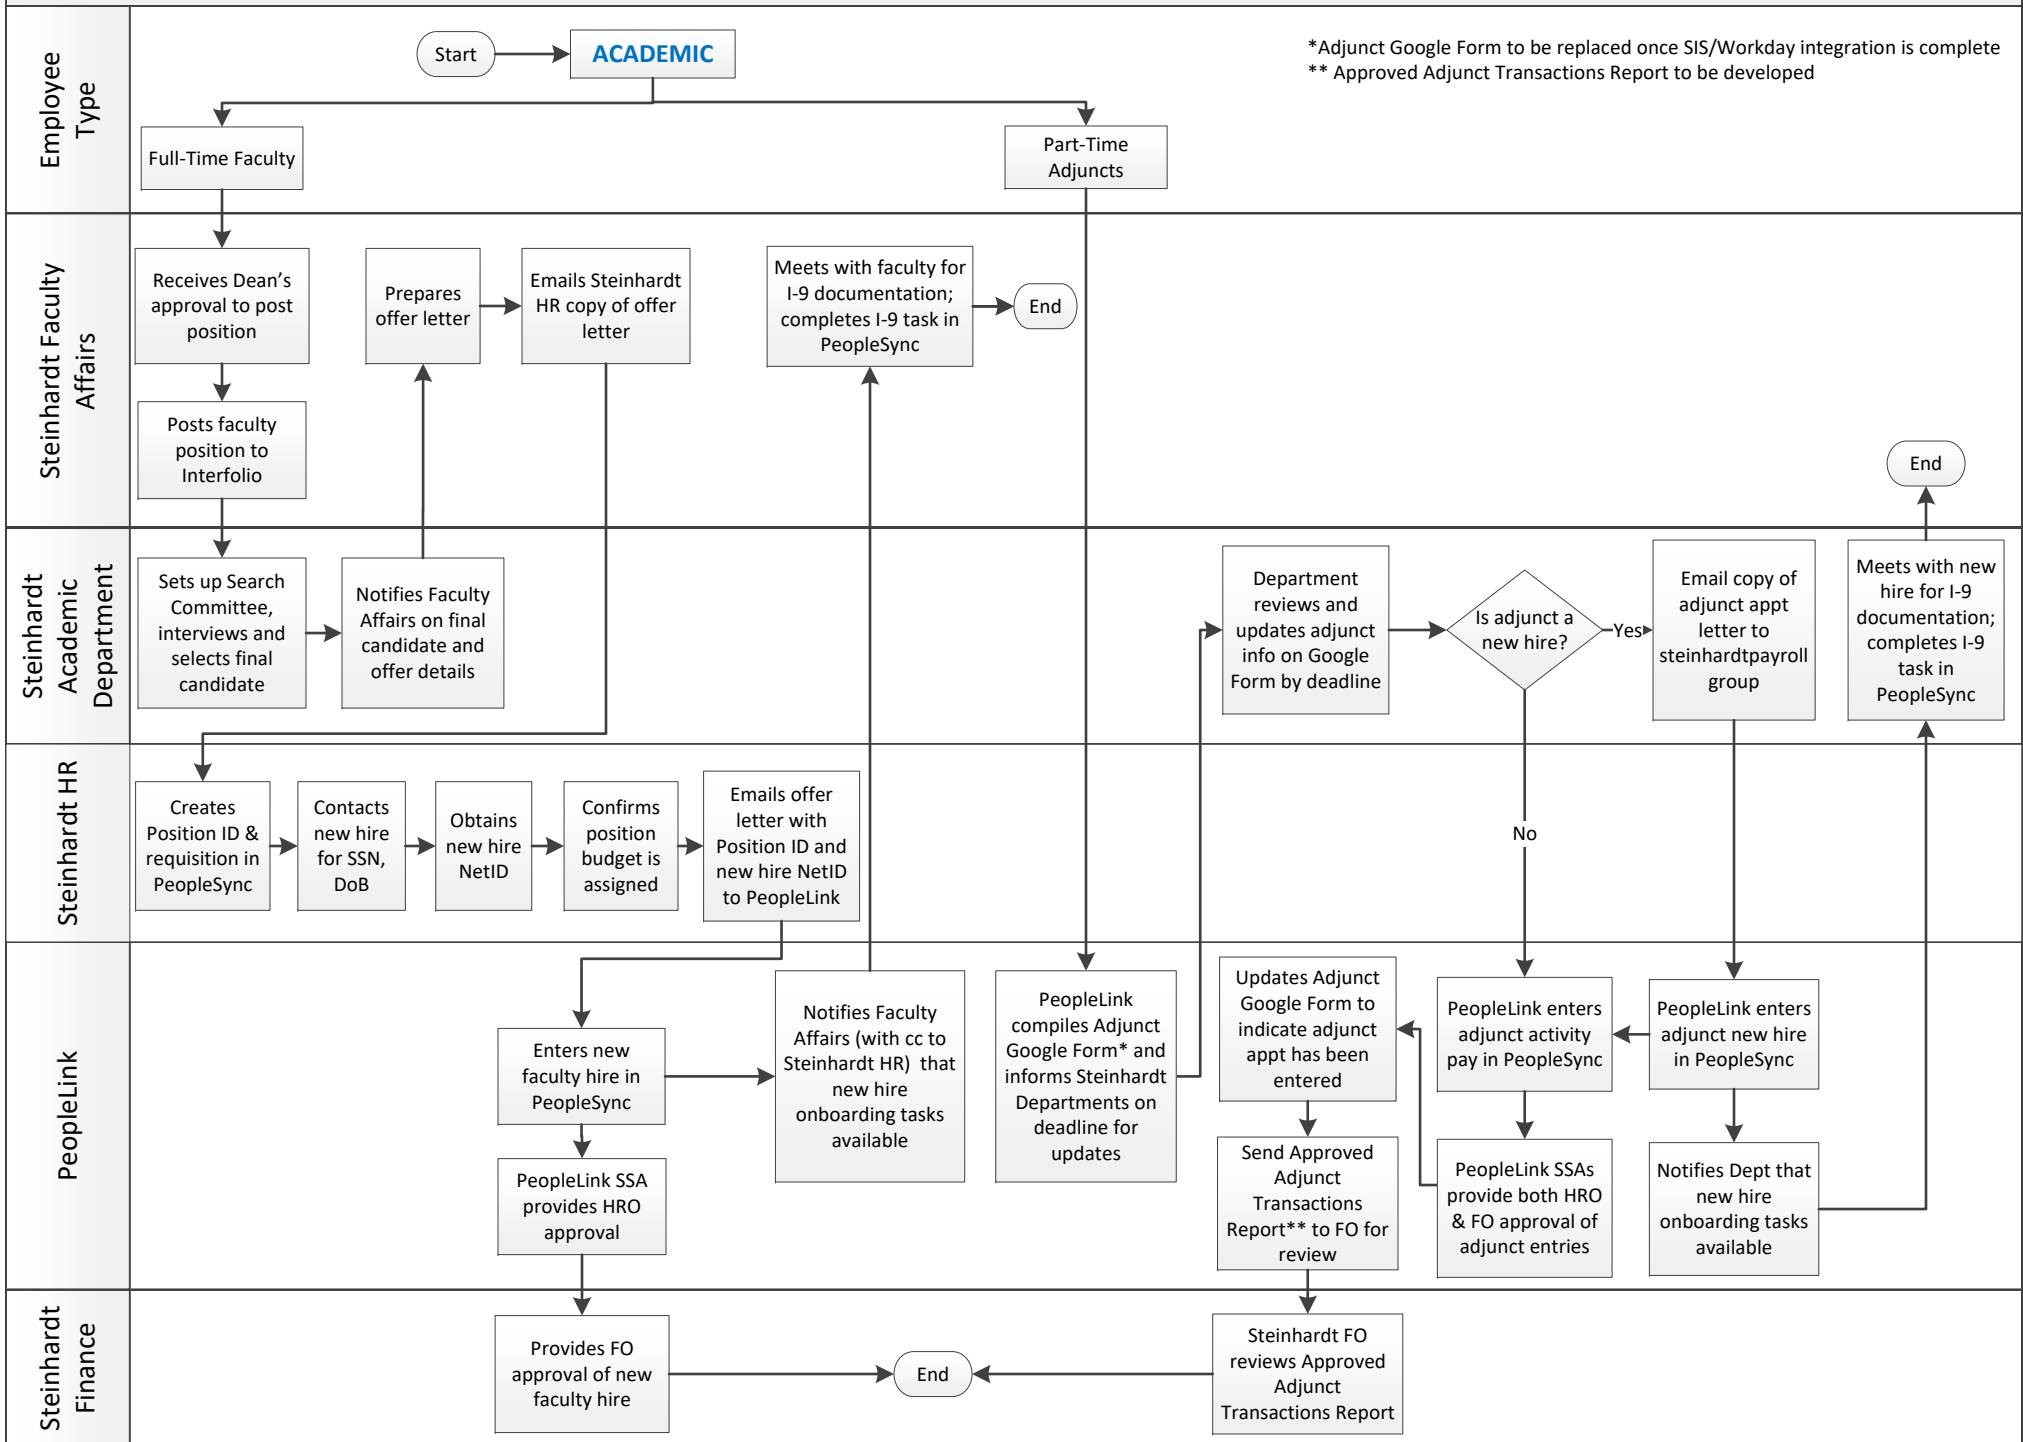 Start
ACADEMIC
*Adjunct Google Form to be replaced once SIS/Workday integration is complete
** Approved Adjunct Transactions Report to be developed
Employee
Type
Full-Time Faculty
Part-Time
Adjuncts
Steinhardt Faculty
Affairs
Receives Dean's
approval to post
position
Prepares
offer letter
Emails Steinhardt
HR copy of offer
letter
Meets with faculty for
I-9 documentation;
completes I-9 task in
PeopleSync
End
Posts faculty
position to
Interfolio
End
Steinhardt
Academic
Department
Sets up Search
Committee,
interviews and
selects final
candidate
Notifies Faculty
Affairs on final
candidate and
offer details
Department
reviews and
updates adjunct
info on Google
Form by deadline
Is adjunct a
new hire?
Yes
Email copy of
adjunct appt
letter to
steinhardtpayroll
group
Meets with new
hire for I-9
documentation;
completes I-9
task in
PeopleSync
Steinhardt HR
Creates
Position ID &
requisition in
PeopleSync
Contacts
new hire
for SSN,
DoB
Obtains
new hire
NetID
Confirms
position
budget is
assigned
Emails offer
letter with
Position ID and
new hire NetID
to PeopleLink
No
PeopleLink
Enters new
faculty hire in
PeopleSync
Notifies Faculty
Affairs (with cc to
Steinhardt HR) that
new hire
onboarding tasks
available
PeopleLink
compiles Adjunct
Google Form* and
informs Steinhardt
Departments on
deadline for
updates
Updates Adjunct
Google Form to
indicate adjunct
appt has been
entered
PeopleLink enters
adjunct activity
pay in PeopleSync
PeopleLink enters
adjunct new hire
in PeopleSync
PeopleLink SSA
provides HRO
approval
Send Approved
Adjunct
Transactions
Report** to FO for
review
PeopleLink SSAs
provide both HRO
& FO approval of
adjunct entries
Notifies Dept that
new hire
onboarding tasks
available
Steinhardt
Finance
Provides FO
approval of new
faculty hire
End
Steinhardt FO
reviews Approved
Adjunct
Transactions Report